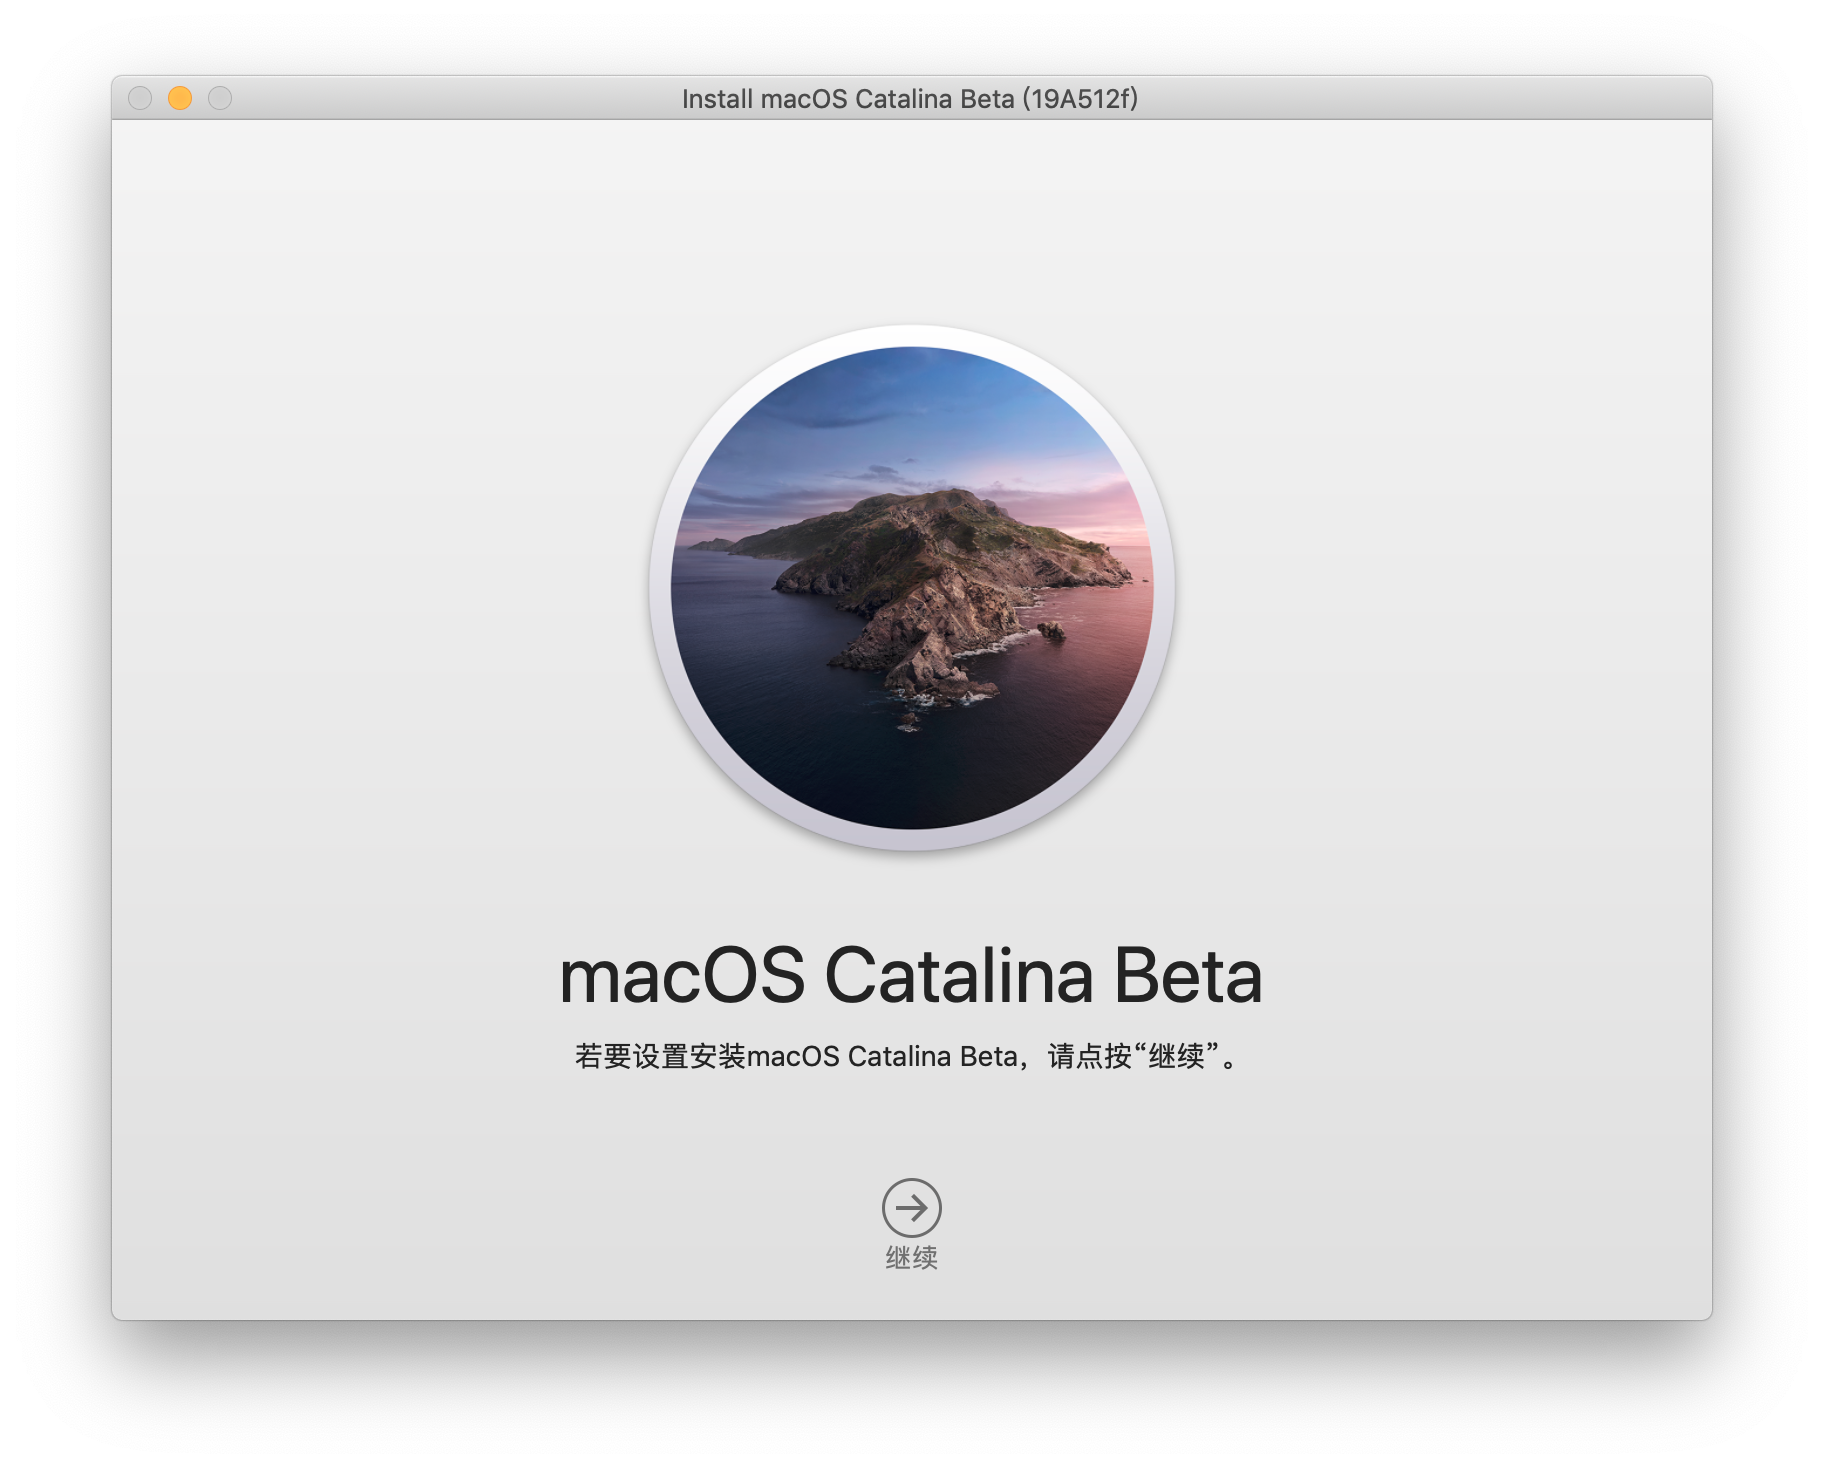 Install macOS Catalina Beta (19A512f)
macOS Catalina Beta
若要设置安装macOS Catalina Beta，请点按“继续”。
继续